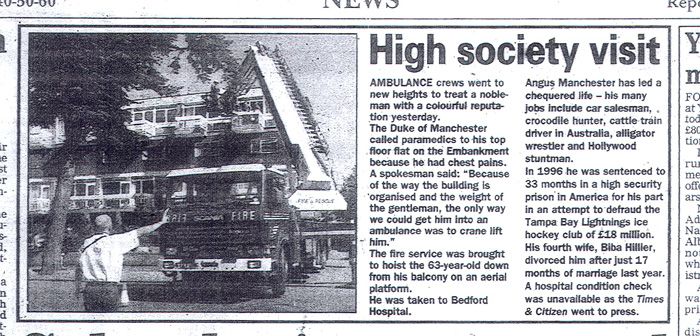 40-50-60
NEWS
Repo
High society visit
AMBULANCE crews went to
new heights to treat a noble-
man with a colourful reputa-
tion yesterday.
The Duke of Manchester
called paramedics to his top
floor flat on the Embankment
because he had chest pains.
A spokesman said: "Because
of the way the building is
organised and the weight of
the gentleman, the only way
we could get him into an
ambulance was to crane lift
him."
The fire service was brought
to hoist the 63-year-old down
from his balcony on an aerial
platform.
He was taken to Bedford
Hospital.
Angus Manchester has led a
chequered life – his many
jobs include car salesman,
crocodile hunter, cattle train
driver in Australia, alligator
wrestler and Hollywood
stuntman.
In 1996 he was sentenced to
33 months in a high security
prison in America for his part
in an attempt to defraud the
Tampa Bay Lightnings ice
hockey club of £18 million.
His fourth wife, Biba Hillier,
divorced him after just 17
months of marriage last year.
A hospital condition check
was unavailable as the Times
& Citizen went to press.
SCANIA FIRE
FIRE & RESCUE